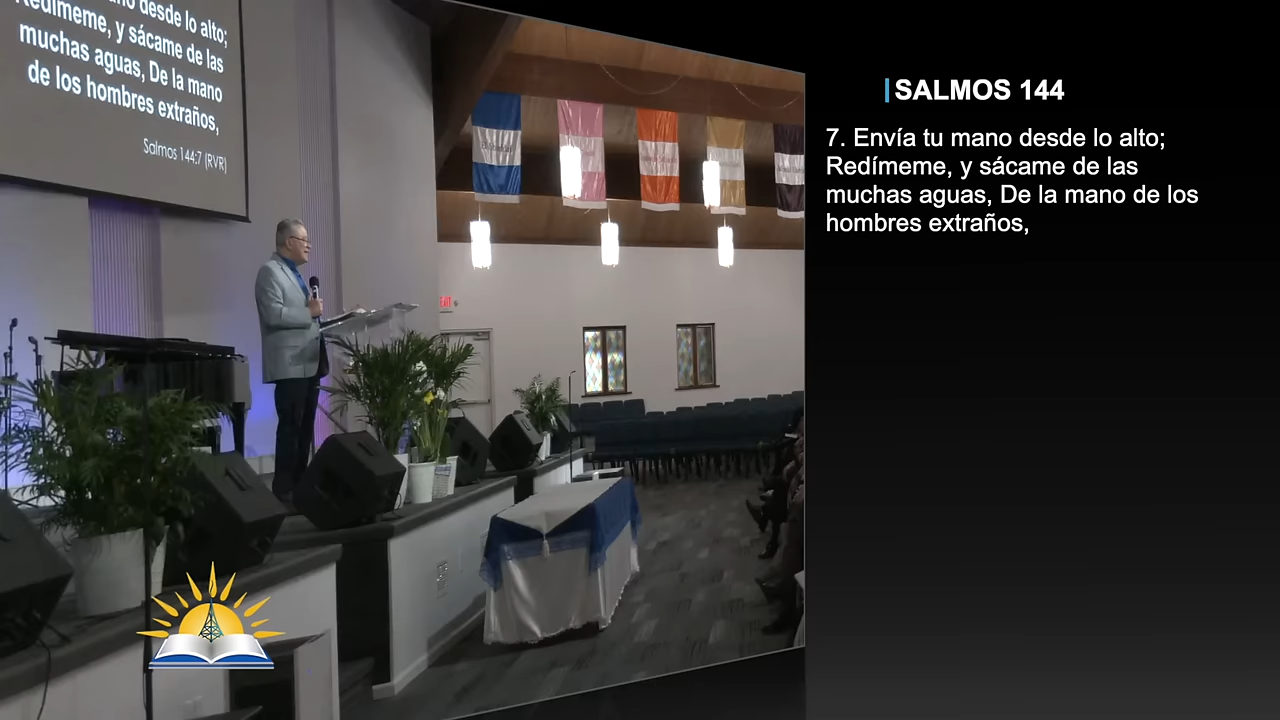 desde lo alto;
Redímeme, y sácame de las
muchas aguas, De la mano
de los hombres extraños,
Salmos 144:7 (RVR)
EXIT
SALMOS 144
7. Envía tu mano desde lo alto;
Redímeme, y sácame de las
muchas aguas, De la mano de los
hombres extraños,